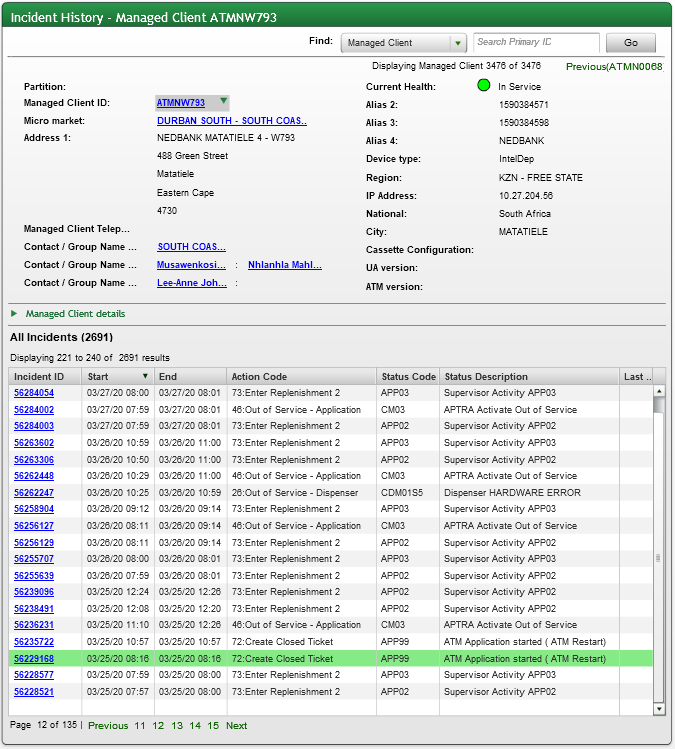 Incident History - Managed Client ATMNW793
Find: Managed Client Search Primary ID Go
Displaying Managed Client 3476 of 3476 Previous(ATMN0068)
Partition:
Managed Client ID: ATMNW793
Micro market: DURBAN SOUTH - SOUTH COAS..
Address 1: NEDBANK MATATIELE 4 - W793
488 Green Street
Matatiele
Eastern Cape
4730
Managed Client Telep...
Contact / Group Name ... SOUTH COAS...
Contact / Group Name ... Musawenkosi... : Nhlanhla Mahl...
Contact / Group Name ... Lee-Anne Joh... :
Current Health: In Service
Alias 2: 1590384571
Alias 3: 1590384598
Alias 4: NEDBANK
Device type: IntelDep
Region: KZN - FREE STATE
IP Address: 10.27.204.56
National: South Africa
City: MATATIELE
Cassette Configuration:
UA version:
ATM version:
Managed Client details
All Incidents (2691)
Displaying 221 to 240 of 2691 results
Incident ID Start End Action Code Status Code Status Description Last ..
56284054 03/27/20 08:00 03/27/20 08:01 73:Enter Replenishment 2 APP03 Supervisor Activity APP03
56284002 03/27/20 07:59 03/27/20 08:01 46:Out of Service - Application CM03 APTRA Activate Out of Service
56284003 03/27/20 07:59 03/27/20 08:01 73:Enter Replenishment 2 APP02 Supervisor Activity APP02
56263602 03/26/20 10:59 03/26/20 11:00 73:Enter Replenishment 2 APP03 Supervisor Activity APP03
56263306 03/26/20 10:50 03/26/20 11:00 73:Enter Replenishment 2 APP02 Supervisor Activity APP02
56262448 03/26/20 10:29 03/26/20 11:00 46:Out of Service - Application CM03 APTRA Activate Out of Service
56262247 03/26/20 10:25 03/26/20 10:59 26:Out of Service - Dispenser CDM01S5 Dispenser HARDWARE ERROR
56258904 03/26/20 09:12 03/26/20 09:14 73:Enter Replenishment 2 APP03 Supervisor Activity APP03
56256127 03/26/20 08:11 03/26/20 09:14 46:Out of Service - Application CM03 APTRA Activate Out of Service
56256129 03/26/20 08:11 03/26/20 09:14 73:Enter Replenishment 2 APP02 Supervisor Activity APP02
56255707 03/26/20 08:00 03/26/20 08:01 73:Enter Replenishment 2 APP03 Supervisor Activity APP03
56255639 03/26/20 07:59 03/26/20 08:01 73:Enter Replenishment 2 APP02 Supervisor Activity APP02
56239096 03/25/20 12:24 03/25/20 12:26 73:Enter Replenishment 2 APP02 Supervisor Activity APP02
56238491 03/25/20 12:08 03/25/20 12:20 73:Enter Replenishment 2 APP02 Supervisor Activity APP02
56236231 03/25/20 11:10 03/25/20 12:26 46:Out of Service - Application CM03 APTRA Activate Out of Service
56235722 03/25/20 10:57 03/25/20 10:57 72:Create Closed Ticket APP99 ATM Application started ( ATM Restart)
56229168 03/25/20 08:16 03/25/20 08:16 72:Create Closed Ticket APP99 ATM Application started ( ATM Restart)
56228577 03/25/20 07:59 03/25/20 08:00 73:Enter Replenishment 2 APP03 Supervisor Activity APP03
56228521 03/25/20 07:57 03/25/20 08:00 73:Enter Replenishment 2 APP02 Supervisor Activity APP02
Page 12 of 135 | Previous 11 12 13 14 15 Next